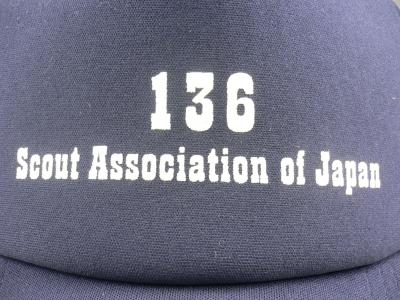 136
Scout Association of Japan